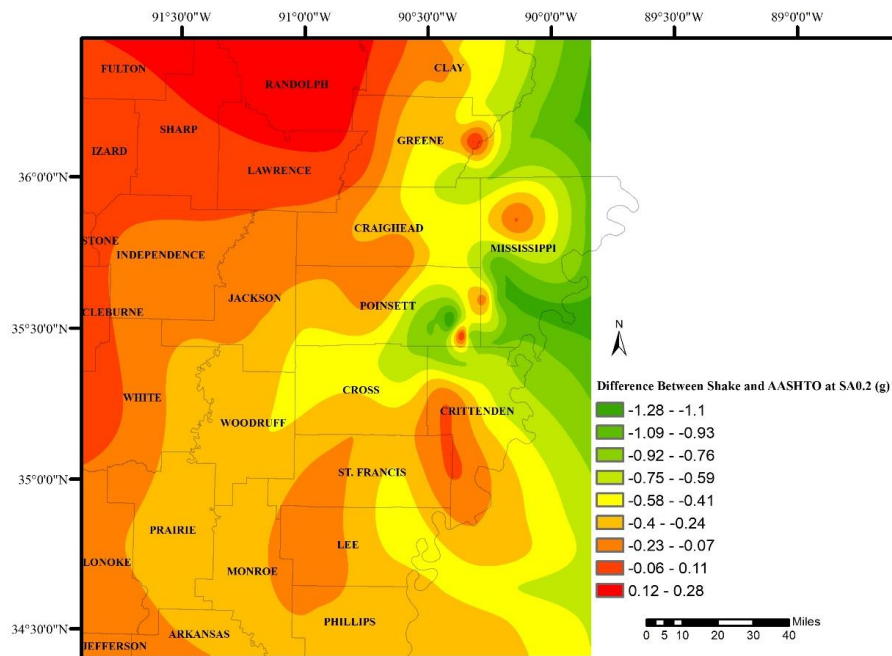 91°3'0"W 91°0'0"W 90°3'0"W 90°0'0"W 89°3'0"W 89°0'0"W
FULTON
CLAY
RANDOLPH
SHARP
GREENE
IZARD
LAWRENCE
36°0'0"N
CRAIGHEAD
STONE
MISSISSIPPI
INDEPENDENCE
JACKSON
POINSETT
CLEBURNE
35°3'0"N
N
Difference Between Shake and AASHTO at SA0.2 (g)
WHITE
CROSS
CRITTENDEN
WOODRUFF
-1.28 - -1.1
-1.09 - -0.93
-0.92 - -0.76
-0.75 - -0.59
-0.58 - -0.41
-0.4 - -0.24
-0.23 - -0.07
-0.06 - 0.11
0.12 - 0.28
35°0'0"N
ST. FRANCIS
PRAIRIE
LEE
LONOKE
MONROE
PHILLIPS
34°3'0"N
ARKANSAS
JEFFERSON
Miles
0 5 10 20 30 40